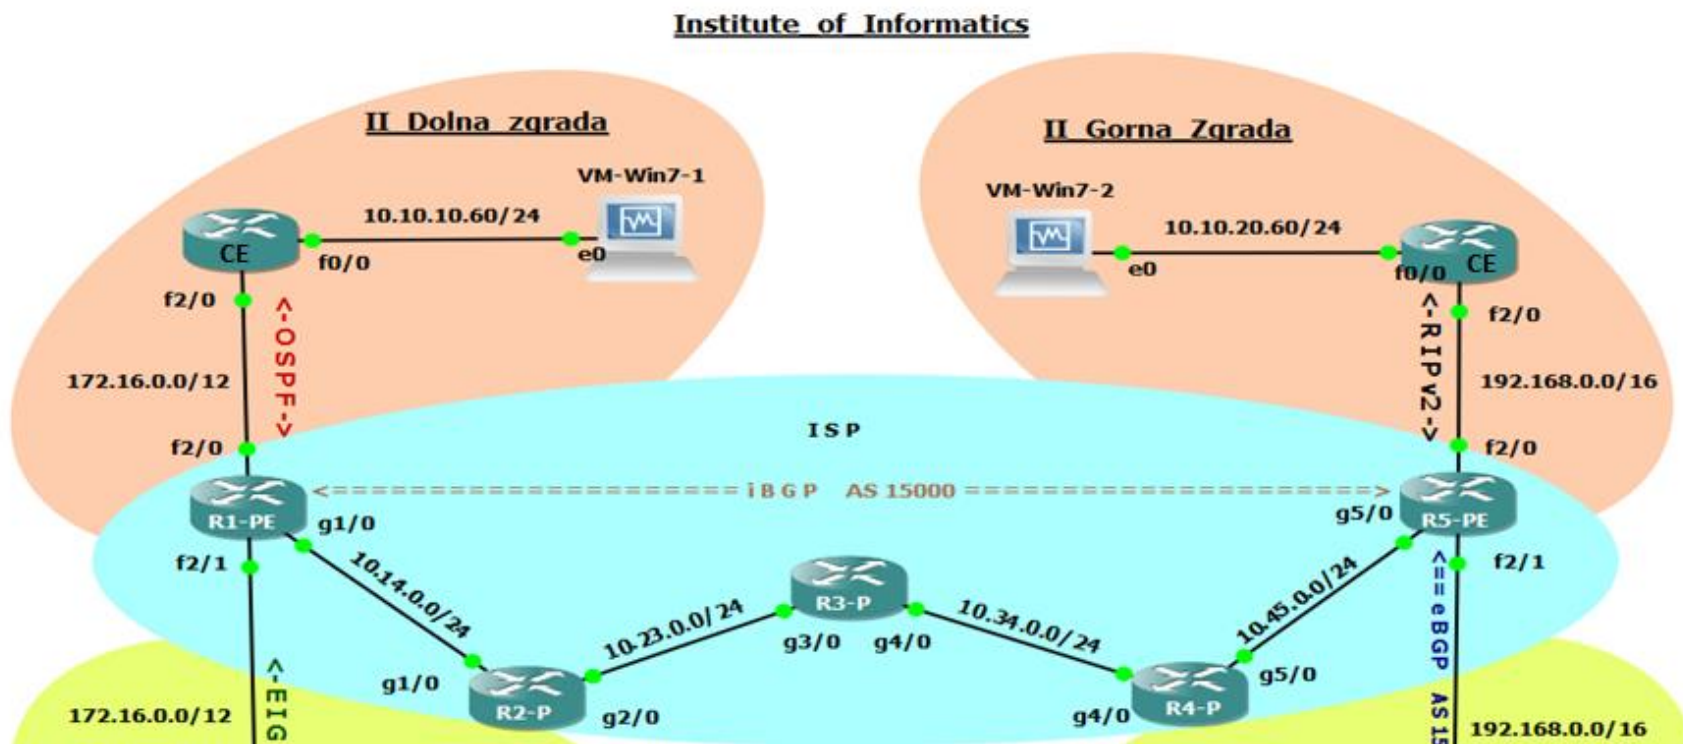 Institute of Informatics
II Dolna zgrada
II Gorna Zgrada
VM-Win7-1
VM-Win7-2
10.10.10.60/24
10.10.20.60/24
CE
f0/0
e0
e0
f0/0
CE
f2/0
<-OSPF->
f2/0
<-RIPv2->
172.16.0.0/12
192.168.0.0/16
ISP
f2/0
f2/0
<==================== iBGP AS 15000 ====================>
R1-PE
g1/0
g5/0
R5-PE
f2/1
f2/1
10.14.0.0/24
10-23.0.0/24
R3-P
10.34.0.0/24
10.45.0.0/24
g3/0
g4/0
g1/0
R2-P
g2/0
g4/0
R4-P
g5/0
<-EIG
172.16.0.0/12
<==eBGP AS15
192.168.0.0/16